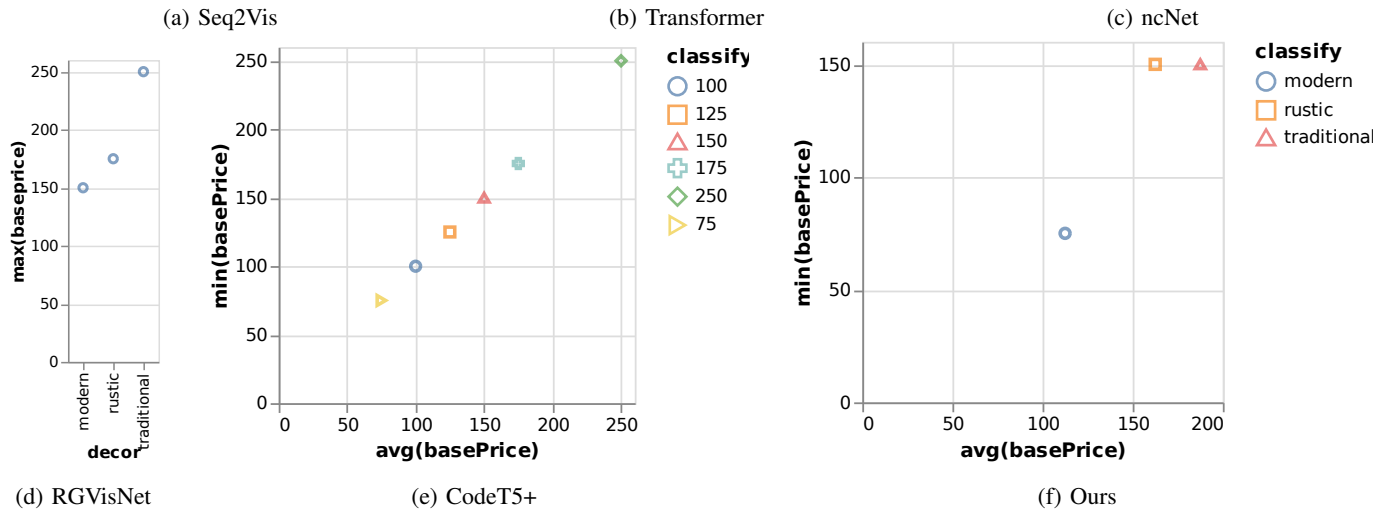 (a) Seq2Vis
(b) Transformer
(c) ncNet
max(baseprice)
250
200
150
100
50
0
modern
rustic
traditional
decor
min(basePrice)
250
200
150
100
50
0
0 50 100 150 200 250
avg(basePrice)
classify
100
125
150
175
250
75
min(basePrice)
150
100
50
0
0 50 100 150 200
avg(basePrice)
classify
modern
rustic
traditional
(d) RGVisNet
(e) CodeT5+
(f) Ours